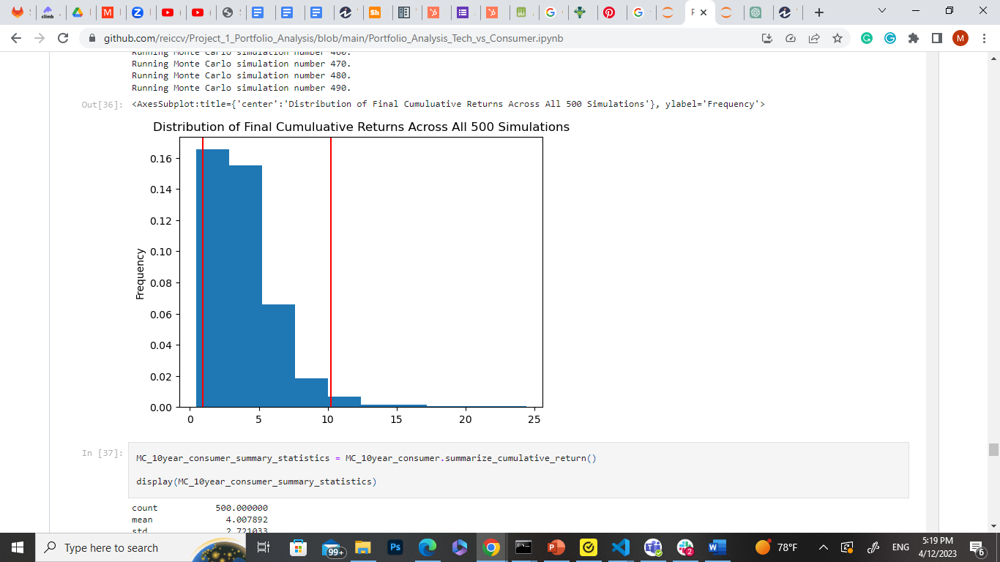 climb
Sb
ULI
P
github.com/reiccv/Project_1_Portfolio_Analysis/blob/main/Portfolio_Analysis_Tech_vs_Consumer.ipynb
M
Running Monte Carlo simulation number 460.
Running Monte Carlo simulation number 470.
Running Monte Carlo simulation number 480.
Running Monte Carlo simulation number 490.
Out[36]: <AxesSubplot:title={'center':'Distribution of Final Cumuluative Returns Across All 500 Simulations'}, ylabel='Frequency'>
Distribution of Final Cumuluative Returns Across All 500 Simulations
0.16
0.14
0.12
0.10
0.08
0.06
0.04
0.02
0.00
Frequency
0 5 10 15 20 25
In [37]:
MC_10year_consumer_summary_statistics = MC_10year_consumer.summarize_cumulative_return()
display(MC_10year_consumer_summary_statistics)
count 500.000000
mean 4.007892
std 2.721033
Type here to search
99+
Ps
2
78°F
ENG
5:19 PM
4/12/2023
6